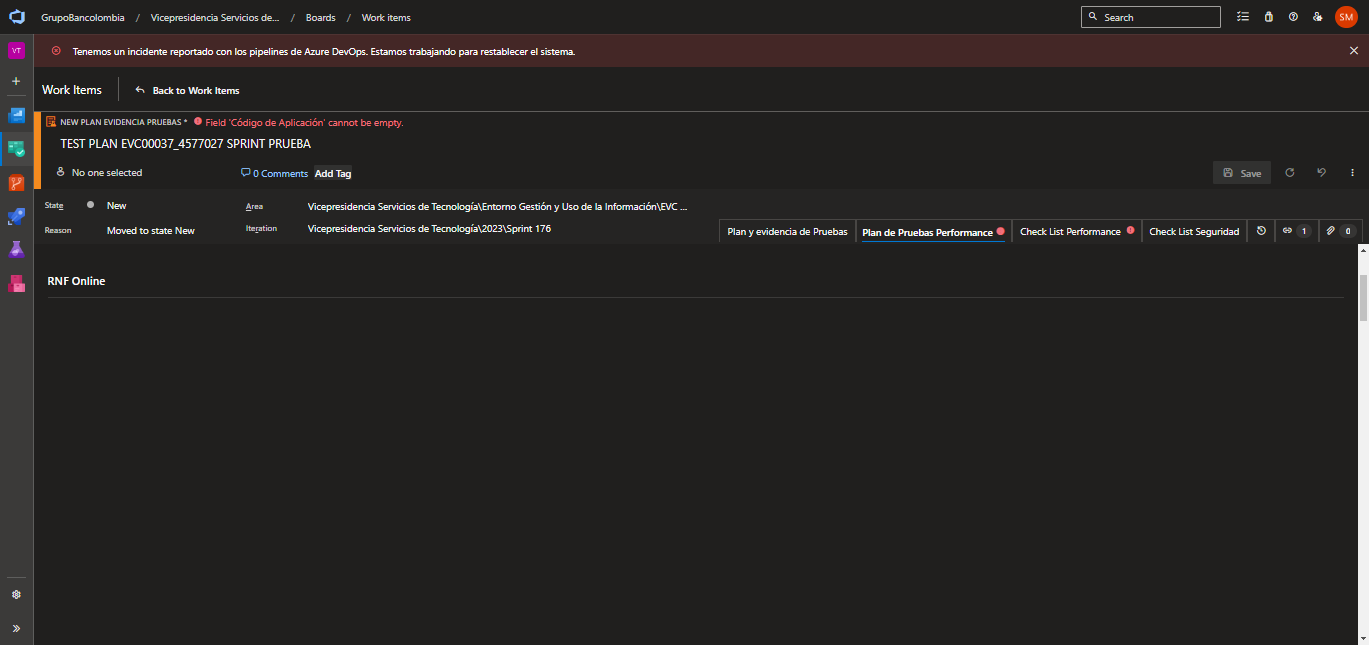 GrupoBancolombia / Vicepresidencia Servicios de... / Boards / Work items
Search
SM
VT
Tenemos un incidente reportado con los pipelines de Azure DevOps. Estamos trabajando para restablecer el sistema.
Work Items
Back to Work Items
NEW PLAN EVIDENCIA PRUEBAS * Field 'Código de Aplicación' cannot be empty.
TEST PLAN EVC00037_4577027 SPRINT PRUEBA
No one selected
0 Comments
Add Tag
Save
State New
Area Vicepresidencia Servicios de Tecnología\Entorno Gestión y Uso de la Información\EVC ...
Reason Moved to state New
Iteration Vicepresidencia Servicios de Tecnología\2023\Sprint 176
Plan y evidencia de Pruebas
Plan de Pruebas Performance
Check List Performance
Check List Seguridad
1
0
RNF Online